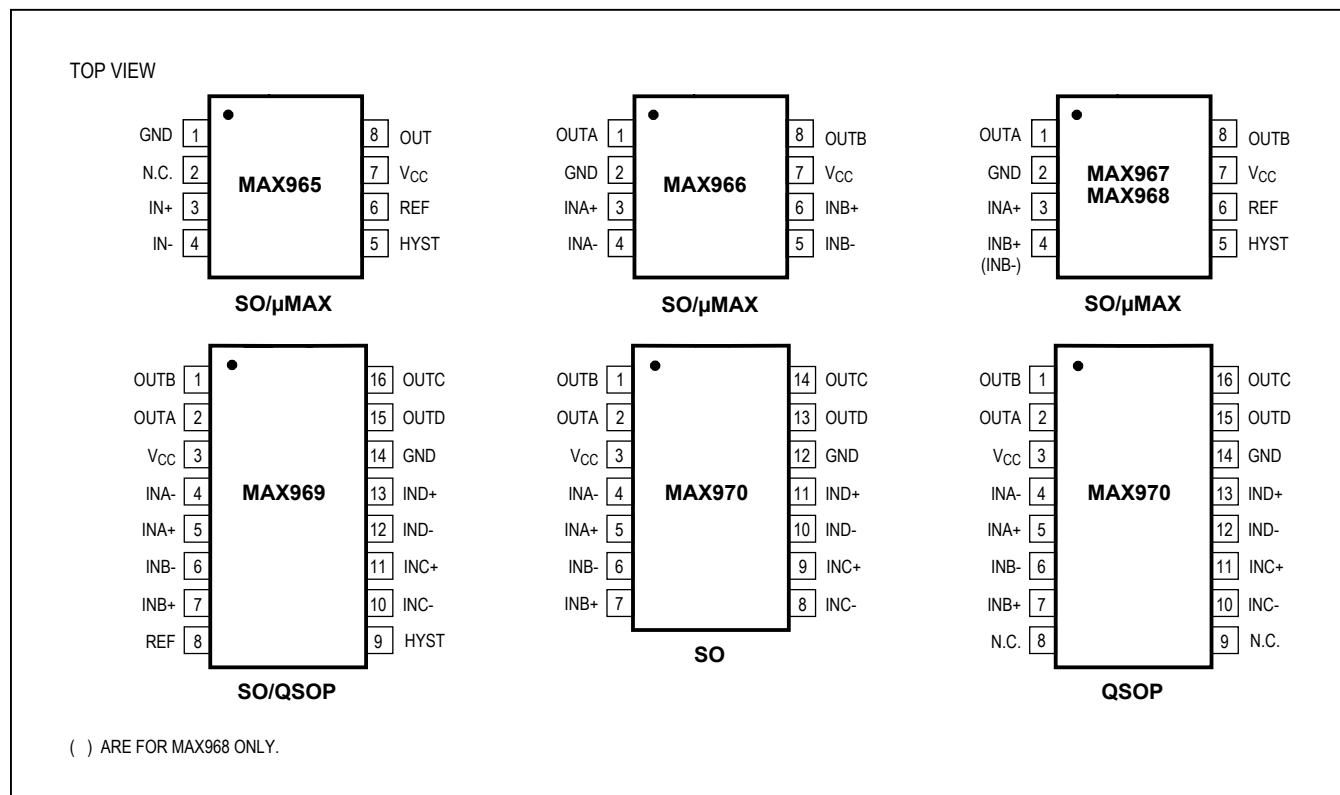 TOP VIEW
GND 1 MAX965 8 OUT
N.C. 2 7 VCC
IN+ 3 6 REF
IN- 4 5 HYST
SO/µMAX
OUTA 1 MAX966 8 OUTB
GND 2 7 VCC
INA+ 3 6 INB+
INA- 4 5 INB-
SO/µMAX
OUTA 1 8 OUTB
GND 2 MAX967 7 VCC
MAX968
INA+ 3 6 REF
INB+ 4 5 HYST
(INB-)
SO/µMAX
OUTB 1 16 OUTC
OUTA 2 15 OUTD
VCC 3 14 GND
INA- 4 MAX969 13 IND+
INA+ 5 12 IND-
INB- 6 11 INC+
INB+ 7 10 INC-
REF 8 9 HYST
SO/QSOP
OUTB 1 14 OUTC
OUTA 2 13 OUTD
VCC 3 12 GND
INA- 4 MAX970 11 IND+
INA+ 5 10 IND-
INB- 6 9 INC+
INB+ 7 8 INC-
SO
OUTB 1 16 OUTC
OUTA 2 15 OUTD
VCC 3 14 GND
INA- 4 MAX970 13 IND+
INA+ 5 12 IND-
INB- 6 11 INC+
INB+ 7 10 INC-
N.C. 8 9 N.C.
QSOP
( ) ARE FOR MAX968 ONLY.